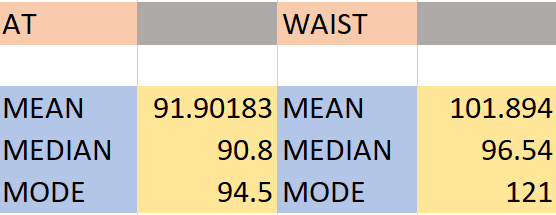 AT WAIST
MEAN 91.90183 MEAN 101.894
MEDIAN 90.8 MEDIAN 96.54
MODE 94.5 MODE 121